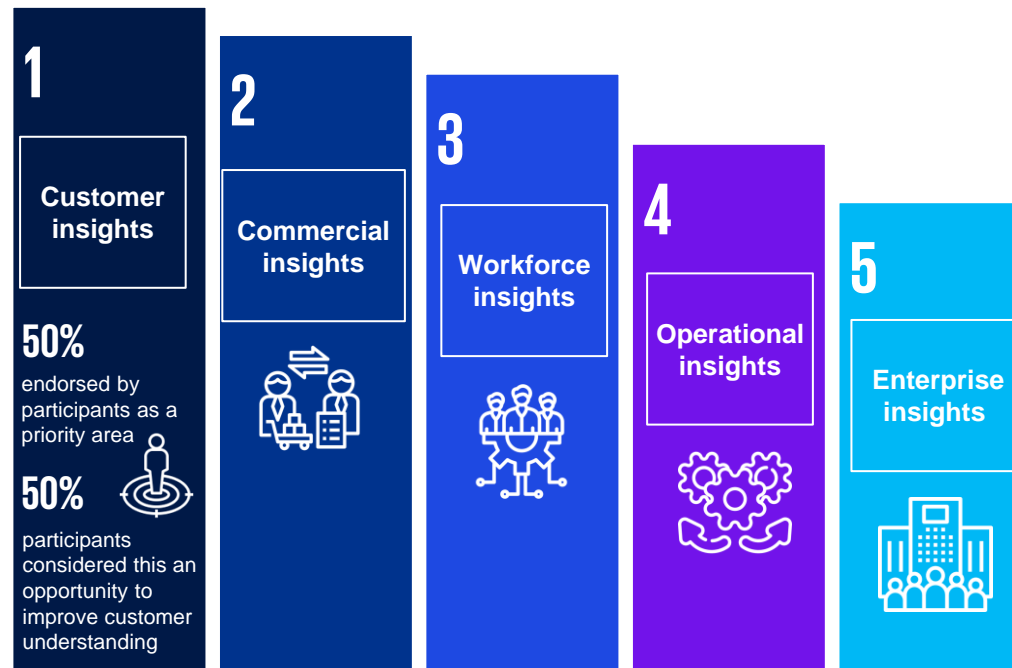 1
Customer
insights
50%
endorsed by
participants as a
priority area
50%
participants
considered this an
opportunity to
improve customer
understanding
2
Commercial
insights
3
Workforce
insights
4
Operational
insights
5
Enterprise
insights